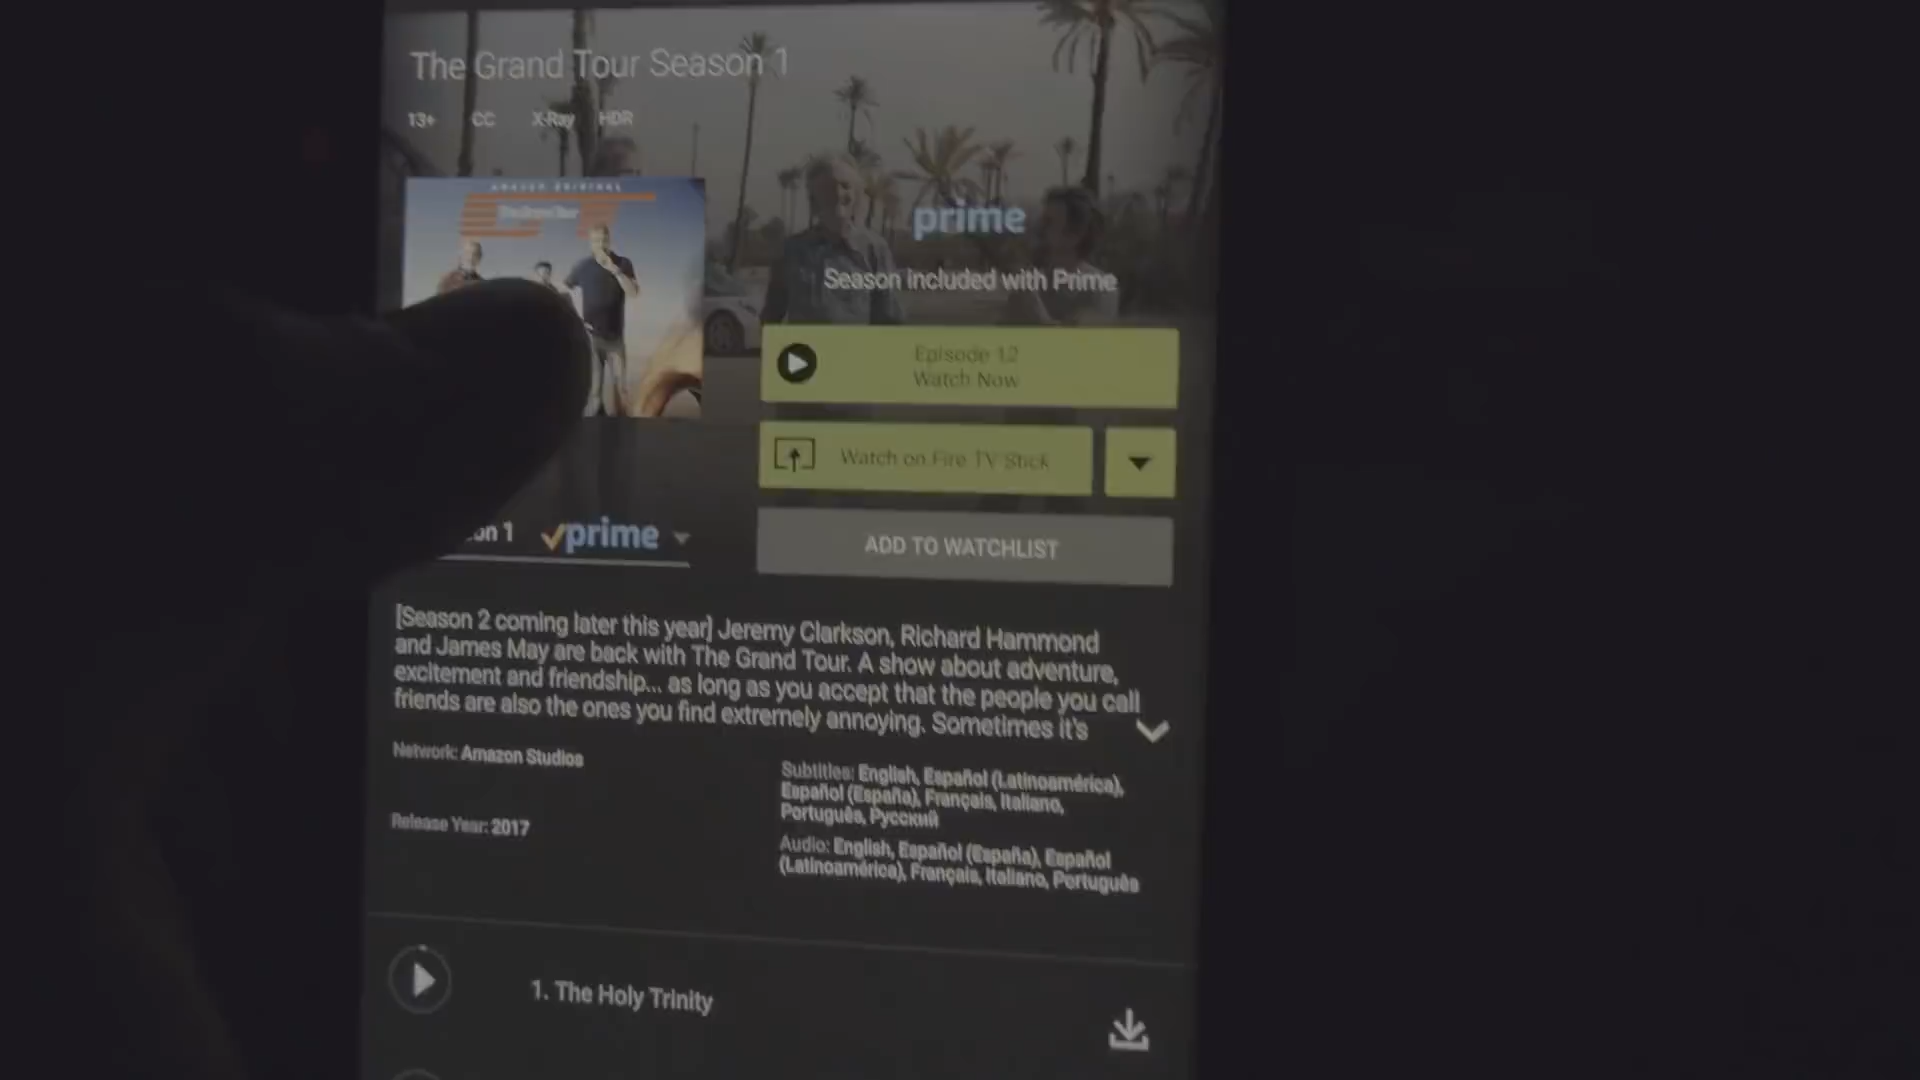 The Grand Tour Season 1
13+ CC X-Ray HDR
AMAZON ORIGINAL
The Grand Tour
prime
Season included with Prime
Episode 12
Watch Now
Watch on Fire TV Stick
on 1 prime
ADD TO WATCHLIST
[Season 2 coming later this year] Jeremy Clarkson, Richard Hammond
and James May are back with The Grand Tour. A show about adventure,
excitement and friendship... as long as you accept that the people you call
friends are also the ones you find extremely annoying. Sometimes it's
Network: Amazon Studios
Release Year: 2017
Subtitles: English, Español (Latinoamérica),
Español (España), Français, Italiano,
Português, Русский
Audio: English, Español (España), Español
(Latinoamérica), Français, Italiano, Português
1. The Holy Trinity